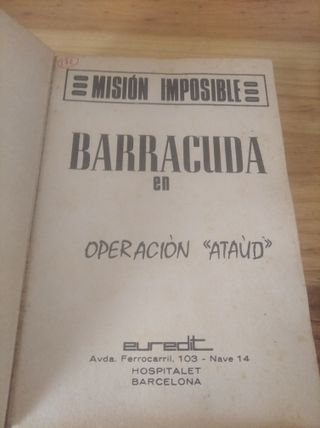 MISIÓN IMPOSIBLE
BARRACUDA
en
OPERACIÒN "ATAÙD"
euredit
Avda. Ferrocarril, 103 - Nave 14
HOSPITALET
BARCELONA